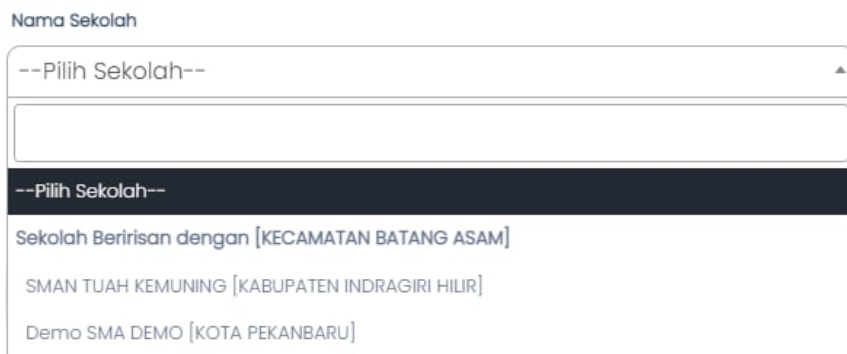 Nama Sekolah
--Pilih Sekolah--
--Pilih Sekolah--
Sekolah Beririsan dengan [KECAMATAN BATANG ASAM]
SMAN TUAH KEMUNING [KABUPATEN INDRAGIRI HILIR]
Demo SMA DEMO [KOTA PEKANBARU]